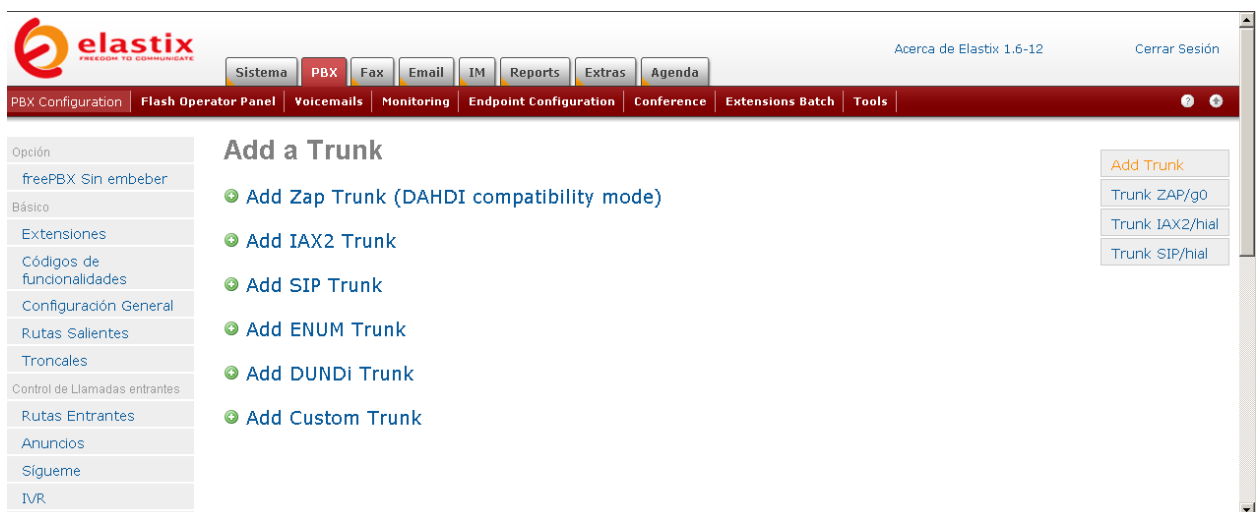 elastix
FREEDOM TO COMMUNICATE
Acerca de Elastix 1.6-12
Cerrar Sesión
Sistema
PBX
Fax
Email
IM
Reports
Extras
Agenda
PBX Configuration
Flash Operator Panel
Voicemails
Monitoring
Endpoint Configuration
Conference
Extensions Batch
Tools
Opción
freePBX Sin embeber
Básico
Extensiones
Códigos de
funcionalidades
Configuración General
Rutas Salientes
Troncales
Control de Llamadas entrantes
Rutas Entrantes
Anuncios
Sígueme
IVR
Add a Trunk
Add Zap Trunk (DAHDI compatibility mode)
Add IAX2 Trunk
Add SIP Trunk
Add ENUM Trunk
Add DUNDi Trunk
Add Custom Trunk
Add Trunk
Trunk ZAP/g0
Trunk IAX2/hial
Trunk SIP/hial